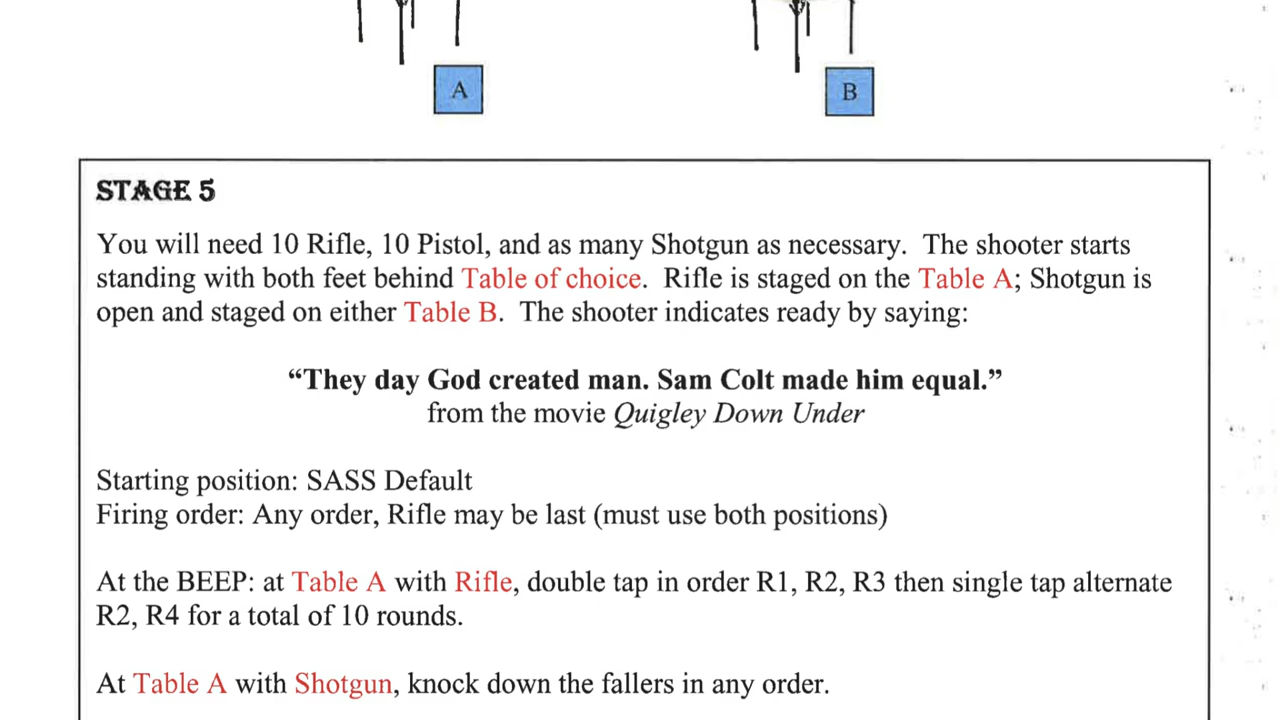 A
B
STAGE 5
You will need 10 Rifle, 10 Pistol, and as many Shotgun as necessary.  The shooter starts
standing with both feet behind Table of choice.  Rifle is staged on the Table A; Shotgun is
open and staged on either Table B.  The shooter indicates ready by saying:
“They day God created man. Sam Colt made him equal.”
from the movie Quigley Down Under
Starting position: SASS Default
Firing order: Any order, Rifle may be last (must use both positions)
At the BEEP: at Table A with Rifle, double tap in order R1, R2, R3 then single tap alternate
R2, R4 for a total of 10 rounds.
At Table A with Shotgun, knock down the fallers in any order.